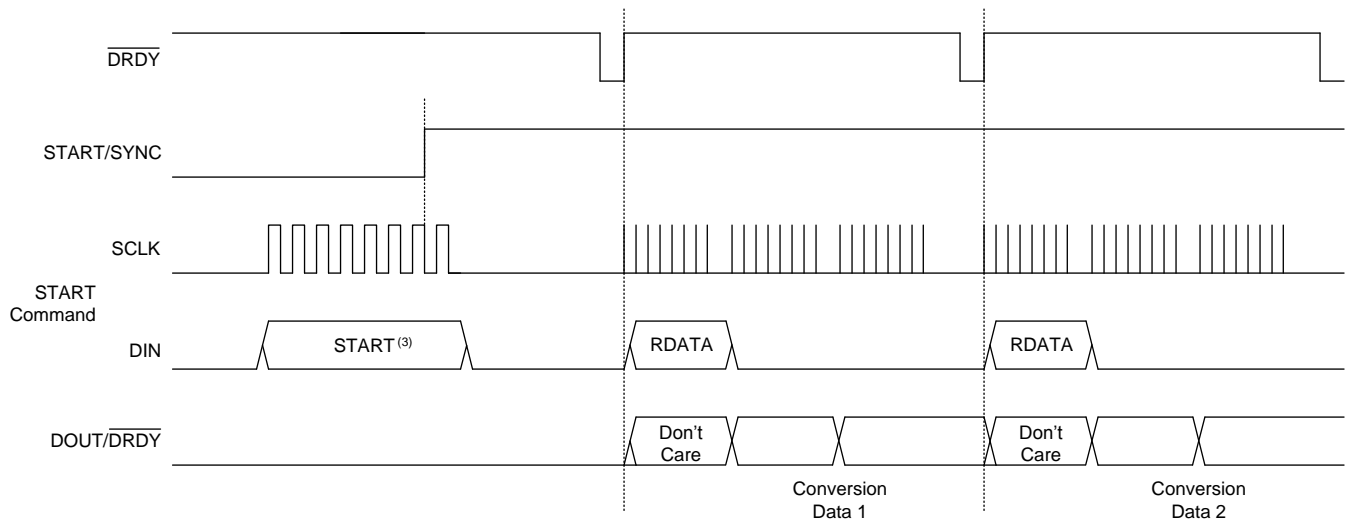 DRDY
START/SYNC
SCLK
START
Command
DIN
START (3)
RDATA
RDATA
DOUT/DRDY
Don't
Care
Don't
Care
Conversion
Data 1
Conversion
Data 2